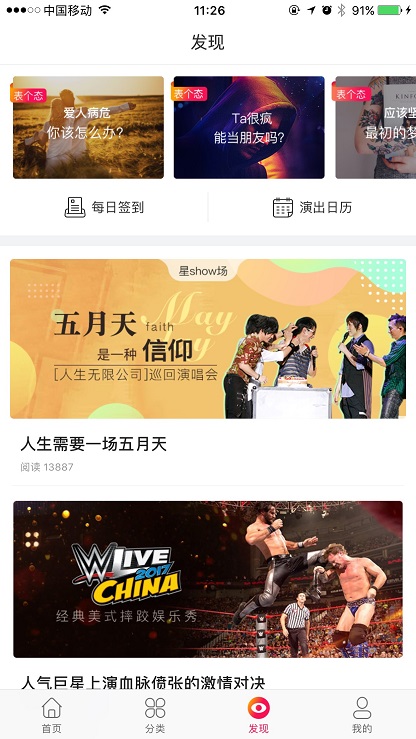 中国移动
11:26
91%
发现
表个态
爱人病危
你该怎么办?
表个态
Ta很疯
能当朋友吗?
表个态
应该坚
最初的梦
KINFI
每日签到
演出日历
星show场
May
五月天 faith
是一种 信仰
[人生无限公司]巡回演唱会
人生需要一场五月天
阅读 13887
WLIVE
2017
CHINA
经典美式摔跤娱乐秀
人气巨星上演血脉偾张的激情对决
首页
分类
发现
我的